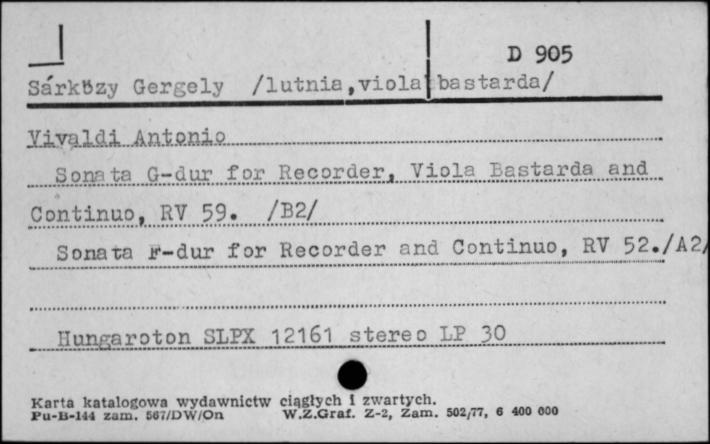 D 905
Sárközy Gergely /lutnia,viola bastarda/
Vivaldi Antonio
Sonata G-dur for Recorder, Viola Bastarda and
Continuo, RV 59. /B2/
Sonata F-dur for Recorder and Continuo, RV 52./A2/
Hungaroton SLPX 12161 stereo LP 30
Karta katalogowa wydawnictw ciągłych i zwartych.
Pu-B-144 zam. 567/DW/On W.Z.Graf. Z-2, Zam. 502/77, 6 400 000